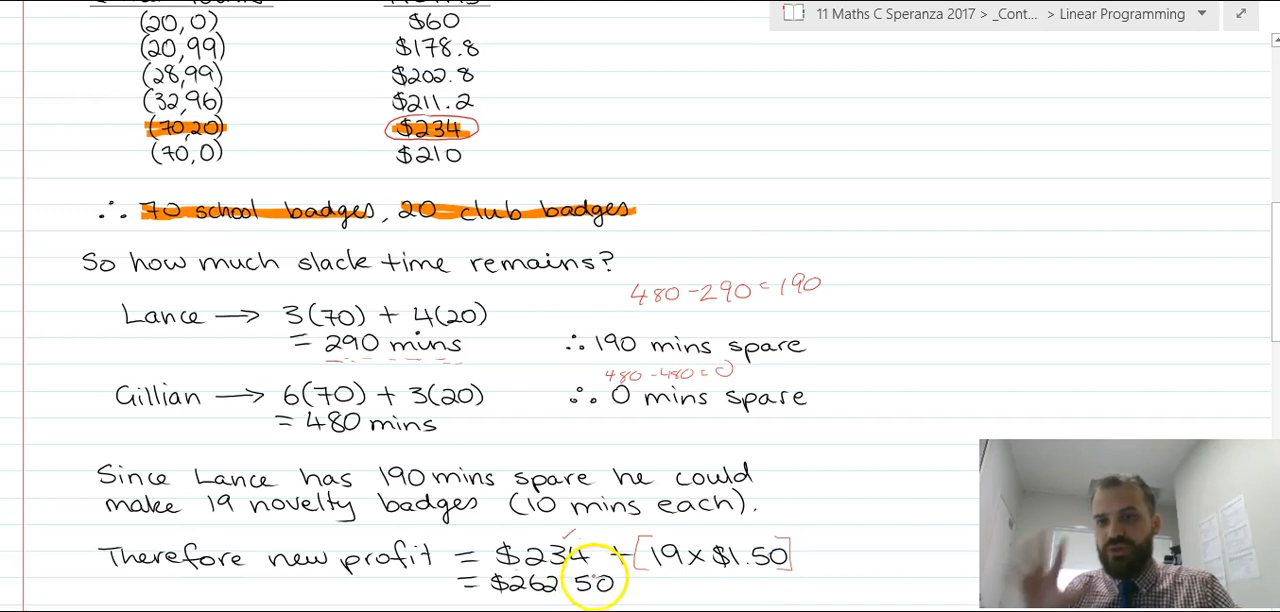 11 Maths C Speranza 2017 > _Cont... > Linear Programming
(20,0) $60
(20,99) $178.8
(28,99) $202.8
(32,96) $211.2
(70,20) $234
(70,0) $210
∴ 70 school badges, 20 club badges
So how much slack time remains?
480 - 290 = 190
Lance → 3(70) + 4(20)
= 290 mins ∴ 190 mins spare
480 - 480 = 0
Gillian → 6(70) + 3(20) ∴ 0 mins spare
= 480 mins
Since Lance has 190 mins spare he could
make 19 novelty badges (10 mins each).
Therefore new profit = $234 + [19 x $1.50]
= $262 50